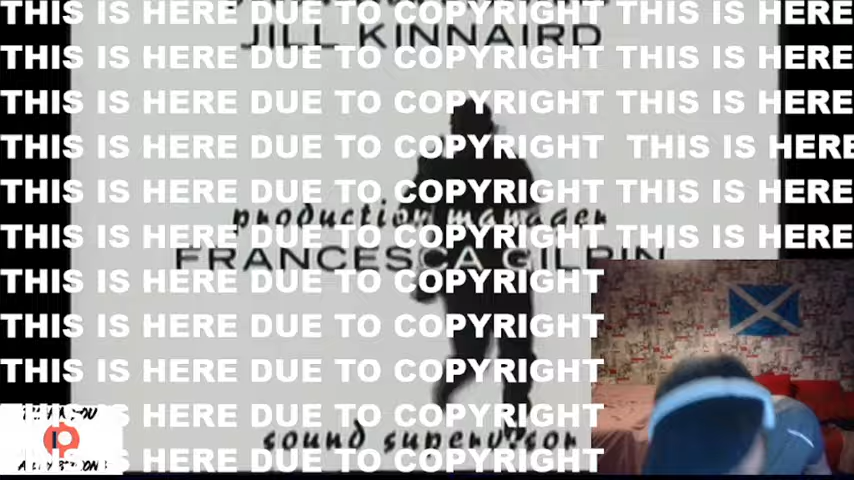 THIS IS HERE DUE TO COPYRIGHT THIS IS HERE
JILL KINNAIRD
THIS IS HERE DUE TO COPYRIGHT THIS IS HERE
THIS IS HERE DUE TO COPYRIGHT THIS IS HERE
THIS IS HERE DUE TO COPYRIGHT THIS IS HERE
THIS IS HERE DUE TO COPYRIGHT THIS IS HERE
production manager
THIS IS HERE DUE TO COPYRIGHT THIS IS HERE
FRANCESCA GILPIN
THIS IS HERE DUE TO COPYRIGHT
THIS IS HERE DUE TO COPYRIGHT
THIS IS HERE DUE TO COPYRIGHT
THIS IS HERE DUE TO COPYRIGHT
sound supervisor
THIS IS HERE DUE TO COPYRIGHT